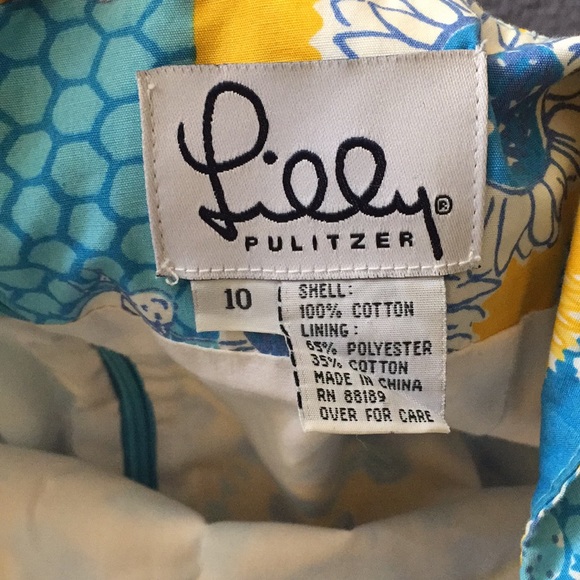 Lilly®
PULITZER
10
SHELL:
100% COTTON
LINING:
65% POLYESTER
35% COTTON
MADE IN CHINA
RN 88189
OVER FOR CARE